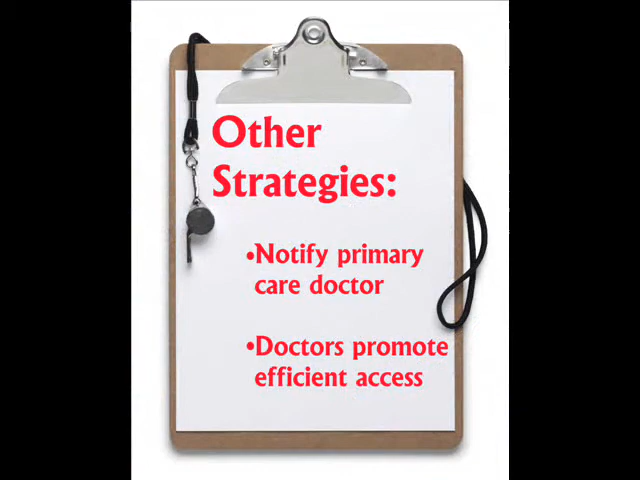 Other
Strategies:
•Notify primary
care doctor
•Doctors promote
efficient access